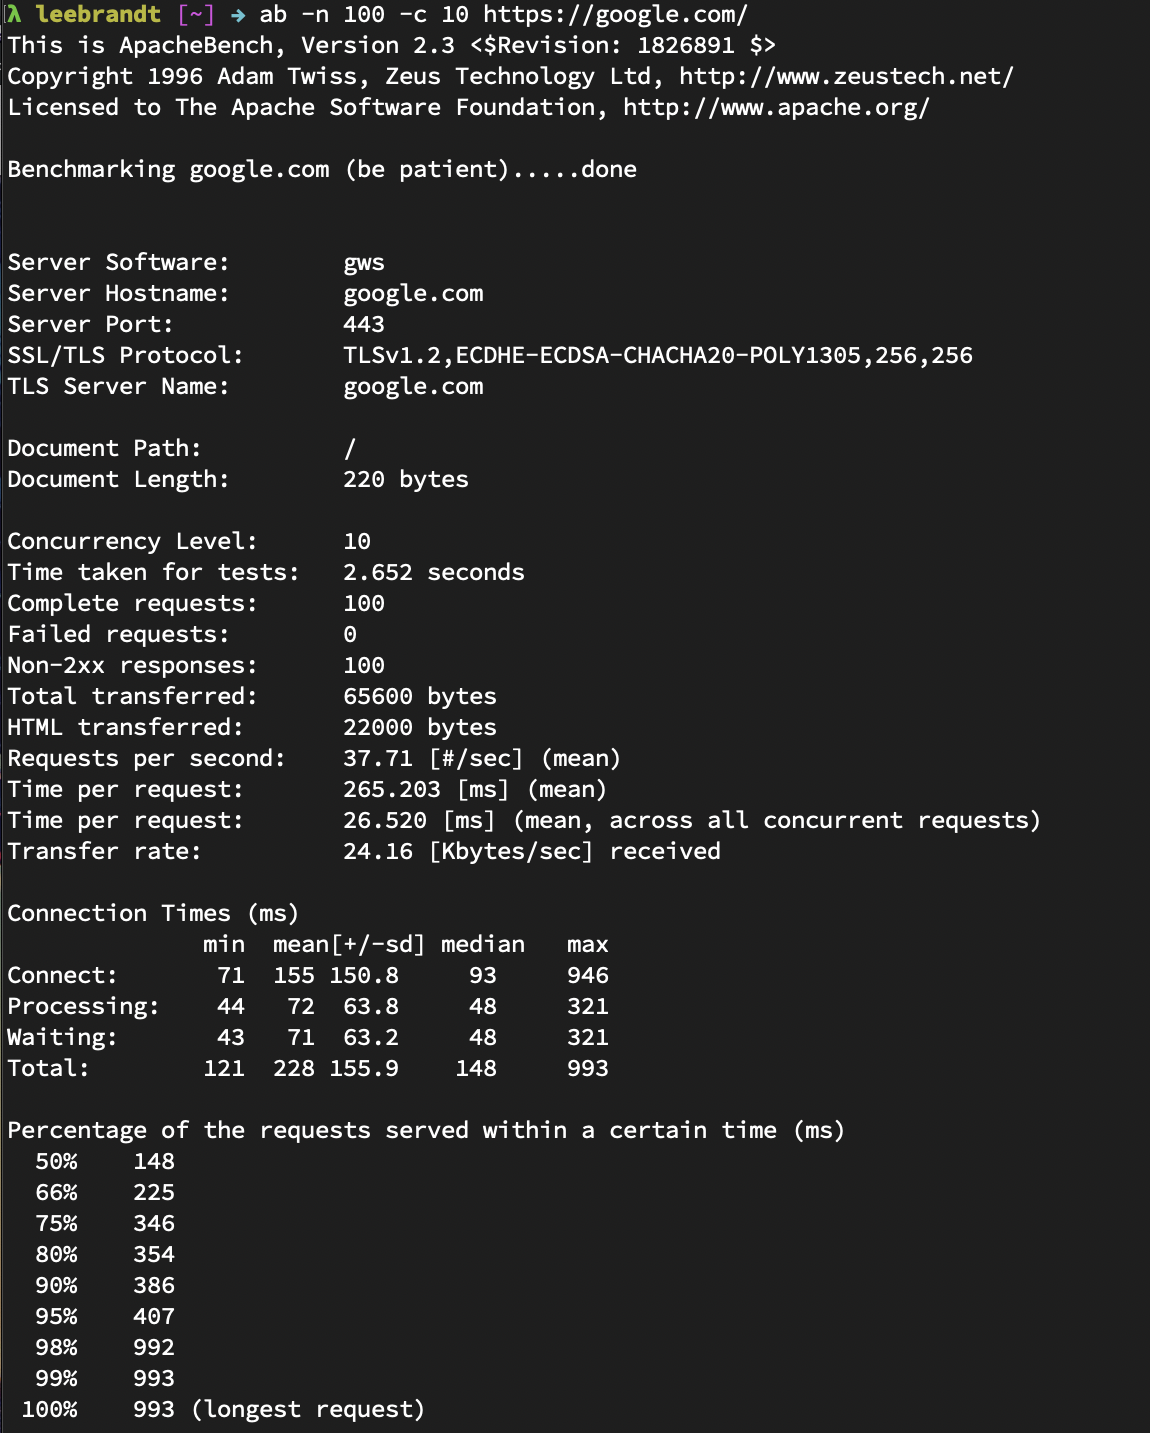 λ leebrandt [~] → ab -n 100 -c 10 https://google.com/
This is ApacheBench, Version 2.3 <$Revision: 1826891 $>
Copyright 1996 Adam Twiss, Zeus Technology Ltd, http://www.zeustech.net/
Licensed to The Apache Software Foundation, http://www.apache.org/

Benchmarking google.com (be patient).....done


Server Software:        gws
Server Hostname:        google.com
Server Port:            443
SSL/TLS Protocol:       TLSv1.2,ECDHE-ECDSA-CHACHA20-POLY1305,256,256
TLS Server Name:        google.com

Document Path:          /
Document Length:        220 bytes

Concurrency Level:      10
Time taken for tests:   2.652 seconds
Complete requests:      100
Failed requests:        0
Non-2xx responses:      100
Total transferred:      65600 bytes
HTML transferred:       22000 bytes
Requests per second:    37.71 [#/sec] (mean)
Time per request:       265.203 [ms] (mean)
Time per request:       26.520 [ms] (mean, across all concurrent requests)
Transfer rate:          24.16 [Kbytes/sec] received

Connection Times (ms)
              min  mean[+/-sd] median   max
Connect:       71  155 150.8     93     946
Processing:    44   72  63.8     48     321
Waiting:       43   71  63.2     48     321
Total:        121  228 155.9    148     993

Percentage of the requests served within a certain time (ms)
  50%    148
  66%    225
  75%    346
  80%    354
  90%    386
  95%    407
  98%    992
  99%    993
 100%    993 (longest request)